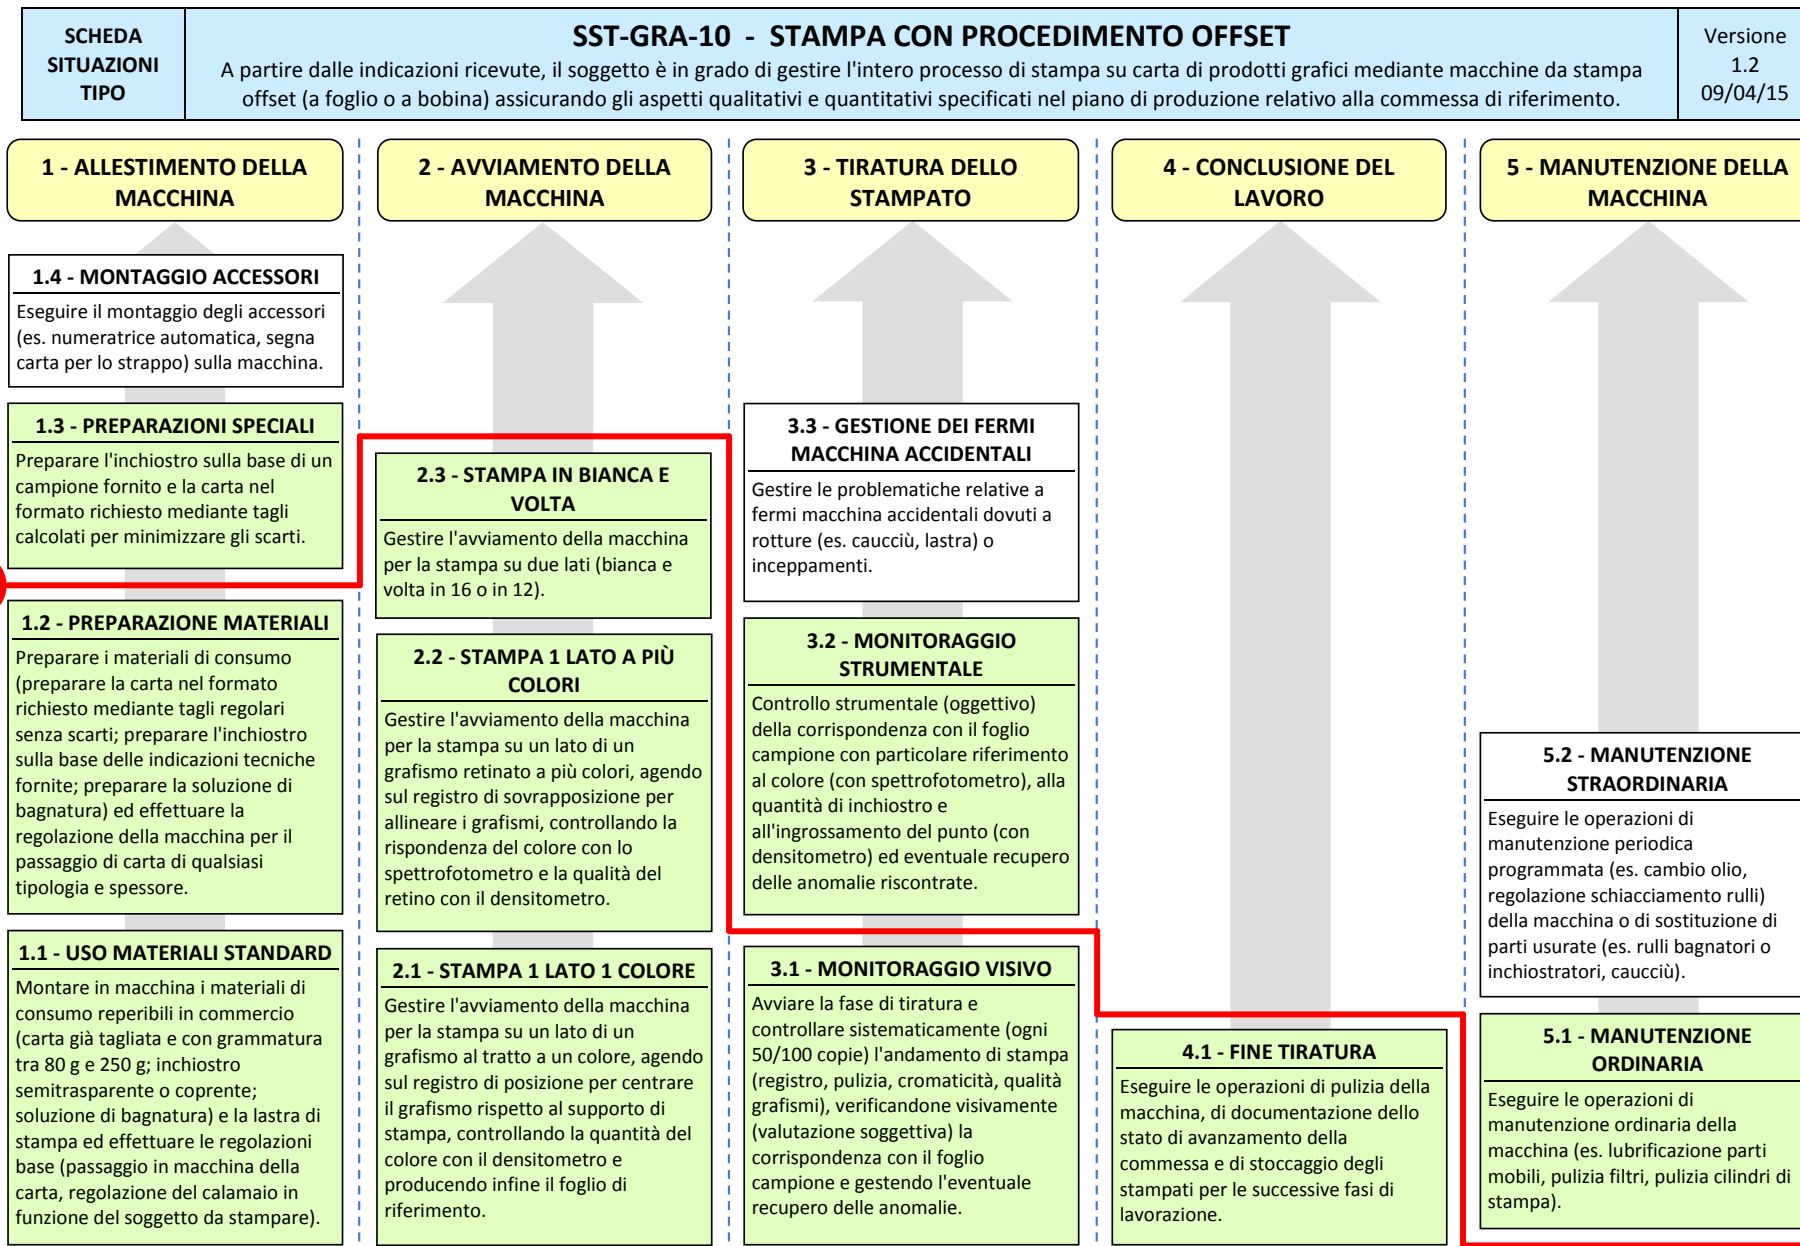 SCHEDA
SITUAZIONI
TIPO
SST-GRA-10 - STAMPA CON PROCEDIMENTO OFFSET
A partire dalle indicazioni ricevute, il soggetto è in grado di gestire l'intero processo di stampa su carta di prodotti grafici mediante macchine da stampa
offset (a foglio o a bobina) assicurando gli aspetti qualitativi e quantitativi specificati nel piano di produzione relativo alla commessa di riferimento.
Versione
1.2
09/04/15
1 - ALLESTIMENTO DELLA
MACCHINA
1.4 - MONTAGGIO ACCESSORI
Eseguire il montaggio degli accessori
(es. numeratrice automatica, segna
carta per lo strappo) sulla macchina.
1.3 - PREPARAZIONI SPECIALI
Preparare l'inchiostro sulla base di un
campione fornito e la carta nel
formato richiesto mediante tagli
calcolati per minimizzare gli scarti.
1.2 - PREPARAZIONE MATERIALI
Preparare i materiali di consumo
(preparare la carta nel formato
richiesto mediante tagli regolari
senza scarti; preparare l'inchiostro
sulla base delle indicazioni tecniche
fornite; preparare la soluzione di
bagnatura) ed effettuare la
regolazione della macchina per il
passaggio di carta di qualsiasi
tipologia e spessore.
1.1 - USO MATERIALI STANDARD
Montare in macchina i materiali di
consumo reperibili in commercio
(carta già tagliata e con grammatura
tra 80 g e 250 g; inchiostro
semitrasparente o coprente;
soluzione di bagnatura) e la lastra di
stampa ed effettuare le regolazioni
base (passaggio in macchina della
carta, regolazione del calamaio in
funzione del soggetto da stampare).
2 - AVVIAMENTO DELLA
MACCHINA
2.3 - STAMPA IN BIANCA E
VOLTA
Gestire l'avviamento della macchina
per la stampa su due lati (bianca e
volta in 16 o in 12).
2.2 - STAMPA 1 LATO A PIÙ
COLORI
Gestire l'avviamento della macchina
per la stampa su un lato di un
grafismo retinato a più colori, agendo
sul registro di sovrapposizione per
allineare i grafismi, controllando la
rispondenza del colore con lo
spettrofotometro e la qualità del
retino con il densitometro.
2.1 - STAMPA 1 LATO 1 COLORE
Gestire l'avviamento della macchina
per la stampa su un lato di un
grafismo al tratto a un colore, agendo
sul registro di posizione per centrare
il grafismo rispetto al supporto di
stampa, controllando la quantità del
colore con il densitometro e
producendo infine il foglio di
riferimento.
3 - TIRATURA DELLO
STAMPATO
3.3 - GESTIONE DEI FERMI
MACCHINA ACCIDENTALI
Gestire le problematiche relative a
fermi macchina accidentali dovuti a
rotture (es. caucciù, lastra) o
inceppamenti.
3.2 - MONITORAGGIO
STRUMENTALE
Controllo strumentale (oggettivo)
della corrispondenza con il foglio
campione con particolare riferimento
al colore (con spettrofotometro), alla
quantità di inchiostro e
all'ingrossamento del punto (con
densitometro) ed eventuale recupero
delle anomalie riscontrate.
3.1 - MONITORAGGIO VISIVO
Avviare la fase di tiratura e
controllare sistematicamente (ogni
50/100 copie) l'andamento di stampa
(registro, pulizia, cromaticità, qualità
grafismi), verificandone visivamente
(valutazione soggettiva) la
corrispondenza con il foglio
campione e gestendo l'eventuale
recupero delle anomalie.
4 - CONCLUSIONE DEL
LAVORO
4.1 - FINE TIRATURA
Eseguire le operazioni di pulizia della
macchina, di documentazione dello
stato di avanzamento della
commessa e di stoccaggio degli
stampati per le successive fasi di
lavorazione.
5 - MANUTENZIONE DELLA
MACCHINA
5.2 - MANUTENZIONE
STRAORDINARIA
Eseguire le operazioni di
manutenzione periodica
programmata (es. cambio olio,
regolazione schiacciamento rulli)
della macchina o di sostituzione di
parti usurate (es. rulli bagnatori o
inchiostratori, caucciù).
5.1 - MANUTENZIONE
ORDINARIA
Eseguire le operazioni di
manutenzione ordinaria della
macchina (es. lubrificazione parti
mobili, pulizia filtri, pulizia cilindri di
stampa).